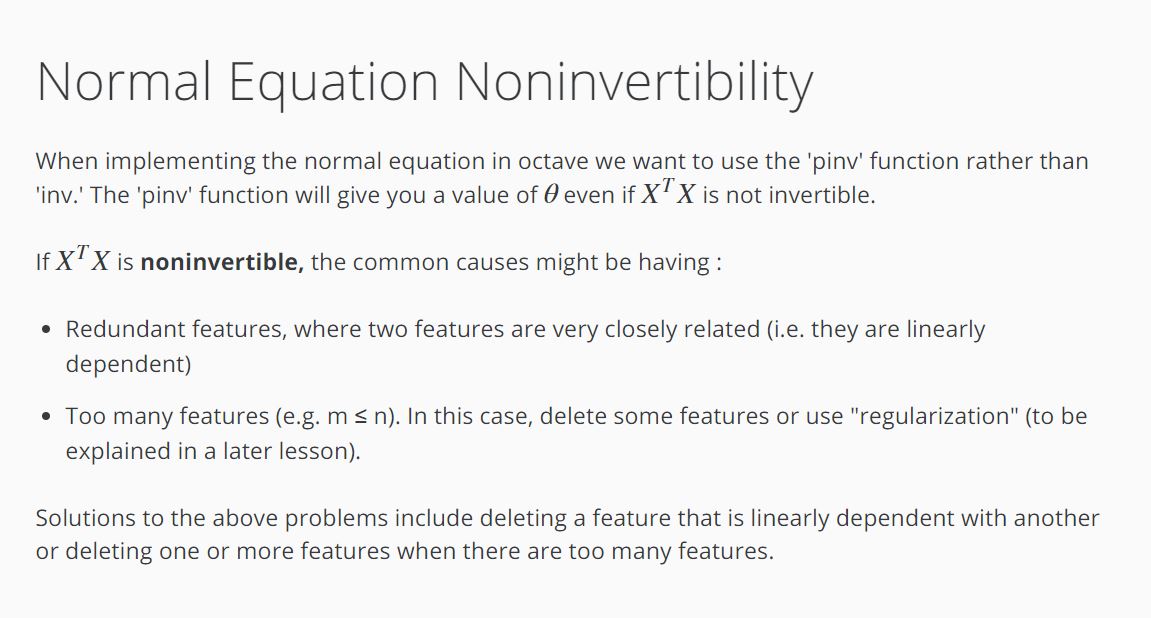 Normal Equation Noninvertibility
When implementing the normal equation in octave we want to use the 'pinv' function rather than
'inv.' The 'pinv' function will give you a value of θ even if X^T X is not invertible.
If X^T X is noninvertible, the common causes might be having :
• Redundant features, where two features are very closely related (i.e. they are linearly
dependent)
• Too many features (e.g. m ≤ n). In this case, delete some features or use "regularization" (to be
explained in a later lesson).
Solutions to the above problems include deleting a feature that is linearly dependent with another
or deleting one or more features when there are too many features.